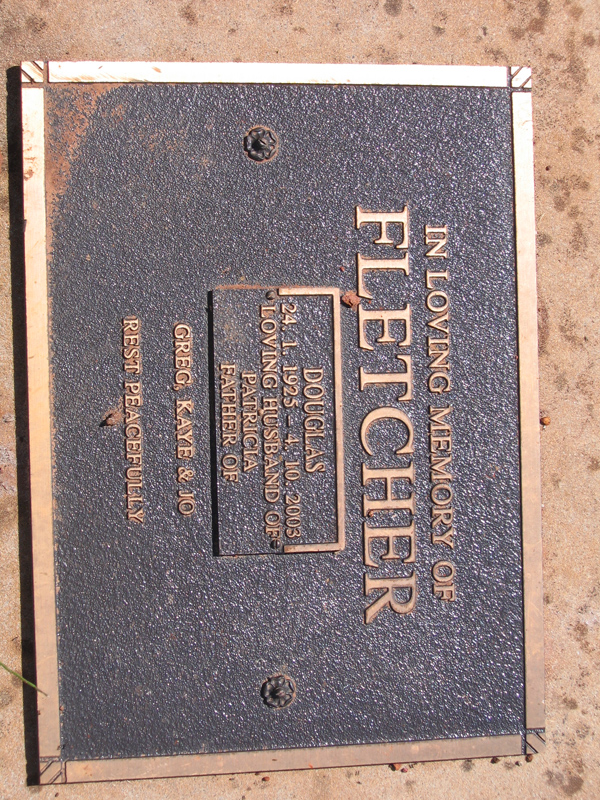 IN LOVING MEMORY OF
FLETCHER
DOUGLAS
24. 1. 1925 – 4. 10. 2003
LOVING HUSBAND OF
PATRICIA
FATHER OF
GREG, KAYE & JO
REST PEACEFULLY